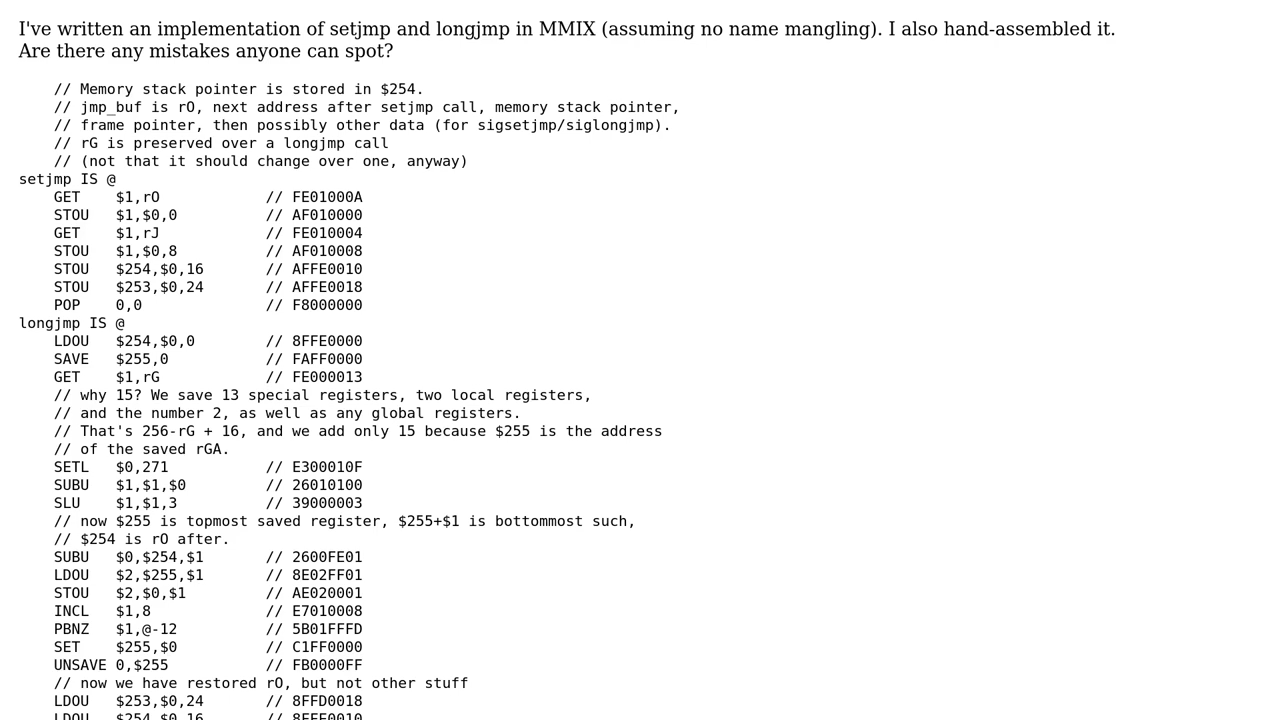 I've written an implementation of setjmp and longjmp in MMIX (assuming no name mangling). I also hand-assembled it.
Are there any mistakes anyone can spot?
// Memory stack pointer is stored in $254.
// jmp_buf is rO, next address after setjmp call, memory stack pointer,
// frame pointer, then possibly other data (for sigsetjmp/siglongjmp).
// rG is preserved over a longjmp call
// (not that it should change over one, anyway)
setjmp IS @
GET $1,rO // FE01000A
STOU $1,$0,0 // AF010000
GET $1,rJ // FE010004
STOU $1,$0,8 // AF010008
STOU $254,$0,16 // AFFE0010
STOU $253,$0,24 // AFFE0018
POP 0,0 // F8000000
longjmp IS @
LDOU $254,$0,0 // 8FFE0000
SAVE $255,0 // FAFF0000
GET $1,rG // FE000013
// why 15? We save 13 special registers, two local registers,
// and the number 2, as well as any global registers.
// That's 256-rG + 16, and we add only 15 because $255 is the address
// of the saved rGA.
SETL $0,271 // E300010F
SUBU $1,$1,$0 // 26010100
SLU $1,$1,3 // 39000003
// now $255 is topmost saved register, $255+$1 is bottommost such,
// $254 is rO after.
SUBU $0,$254,$1 // 2600FE01
LDOU $2,$255,$1 // 8E02FF01
STOU $2,$0,$1 // AE020001
INCL $1,8 // E7010008
PBNZ $1,@-12 // 5B01FFFD
SET $255,$0 // C1FF0000
UNSAVE 0,$255 // FB0000FF
// now we have restored rO, but not other stuff
LDOU $253,$0,24 // 8FFD0018
LDOU $254,$0,16 // 8FFE0010